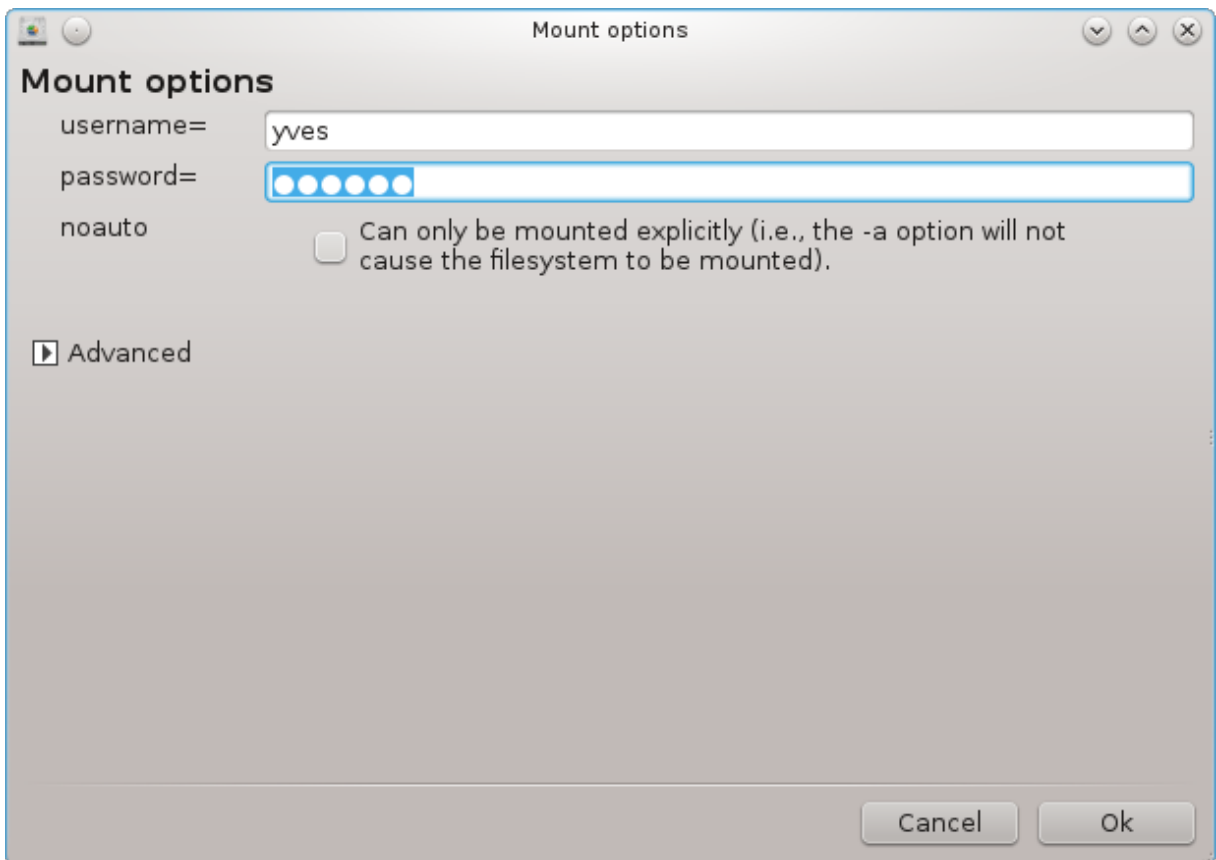 Mount options
Mount options
username=
yves
password=
●●●●●●
noauto
Can only be mounted explicitly (i.e., the -a option will not
cause the filesystem to be mounted).
Advanced
Cancel
Ok